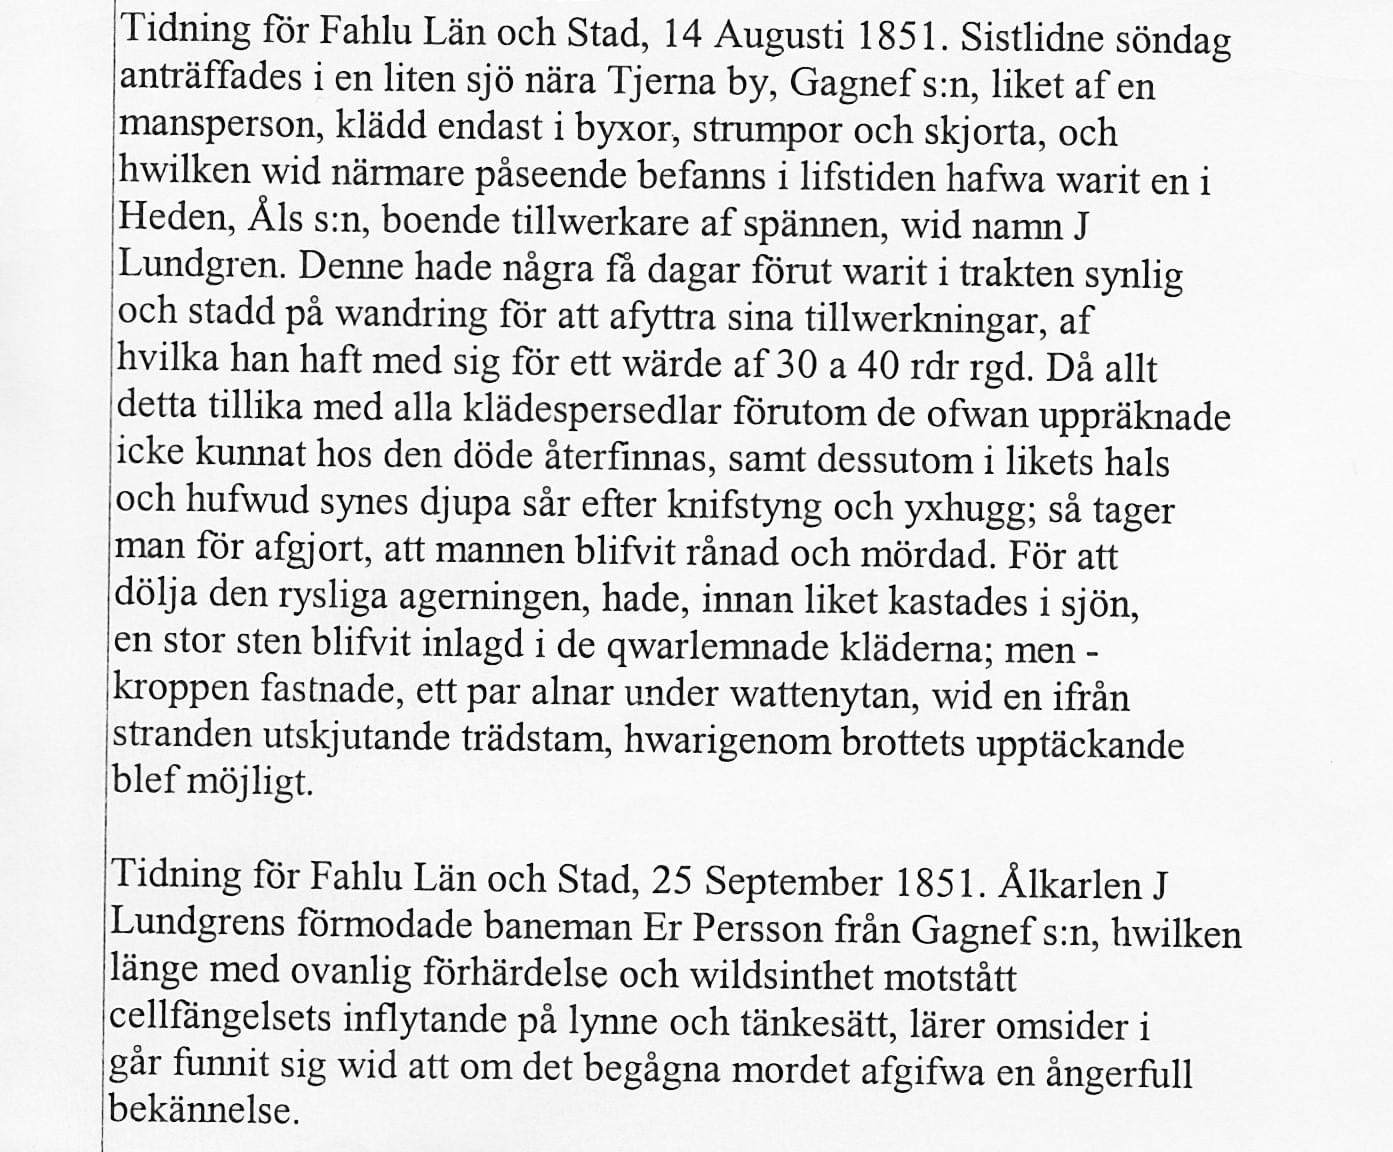 Tidning för Fahlu Län och Stad, 14 Augusti 1851. Sistlidne söndag
anträffades i en liten sjö nära Tjerna by, Gagnef s:n, liket af en
mansperson, klädd endast i byxor, strumpor och skjorta, och
hwilken wid närmare påseende befanns i lifstiden hafwa warit en i
Heden, Åls s:n, boende tillwerkare af spännen, wid namn J
Lundgren. Denne hade några få dagar förut warit i trakten synlig
och stadd på wandring för att afyttra sina tillwerkningar, af
hvilka han haft med sig för ett wärde af 30 a 40 rdr rgd. Då allt
detta tillika med alla klädespersedlar förutom de ofwan uppräknade
icke kunnat hos den döde återfinnas, samt dessutom i likets hals
och hufwud synes djupa sår efter knifstyng och yxhugg; så tager
man för afgjort, att mannen blifvit rånad och mördad. För att
dölja den rysliga agerningen, hade, innan liket kastades i sjön,
en stor sten blifvit inlagd i de qwarlemnade kläderna; men -
kroppen fastnade, ett par alnar under wattenytan, wid en ifrån
stranden utskjutande trädstam, hwarigenom brottets upptäckande
blef möjligt.

Tidning för Fahlu Län och Stad, 25 September 1851. Ålkarlen J
Lundgrens förmodade baneman Er Persson från Gagnef s:n, hwilken
länge med ovanlig förhärdelse och wildsinthet motstått
cellfängelsets inflytande på lynne och tänkesätt, lärer omsider i
går funnit sig wid att om det begågna mordet afgifwa en ångerfull
bekännelse.